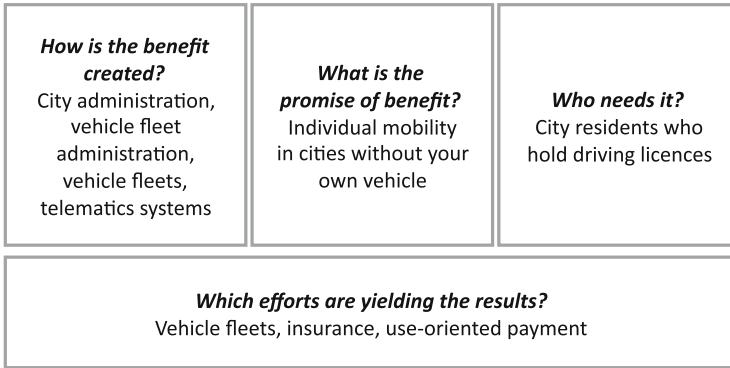 How is the benefit
created?
City administration,
vehicle fleet
administration,
vehicle fleets,
telematics systems
What is the
promise of benefit?
Individual mobility
in cities without your
own vehicle
Who needs it?
City residents who
hold driving licences
Which efforts are yielding the results?
Vehicle fleets, insurance, use-oriented payment